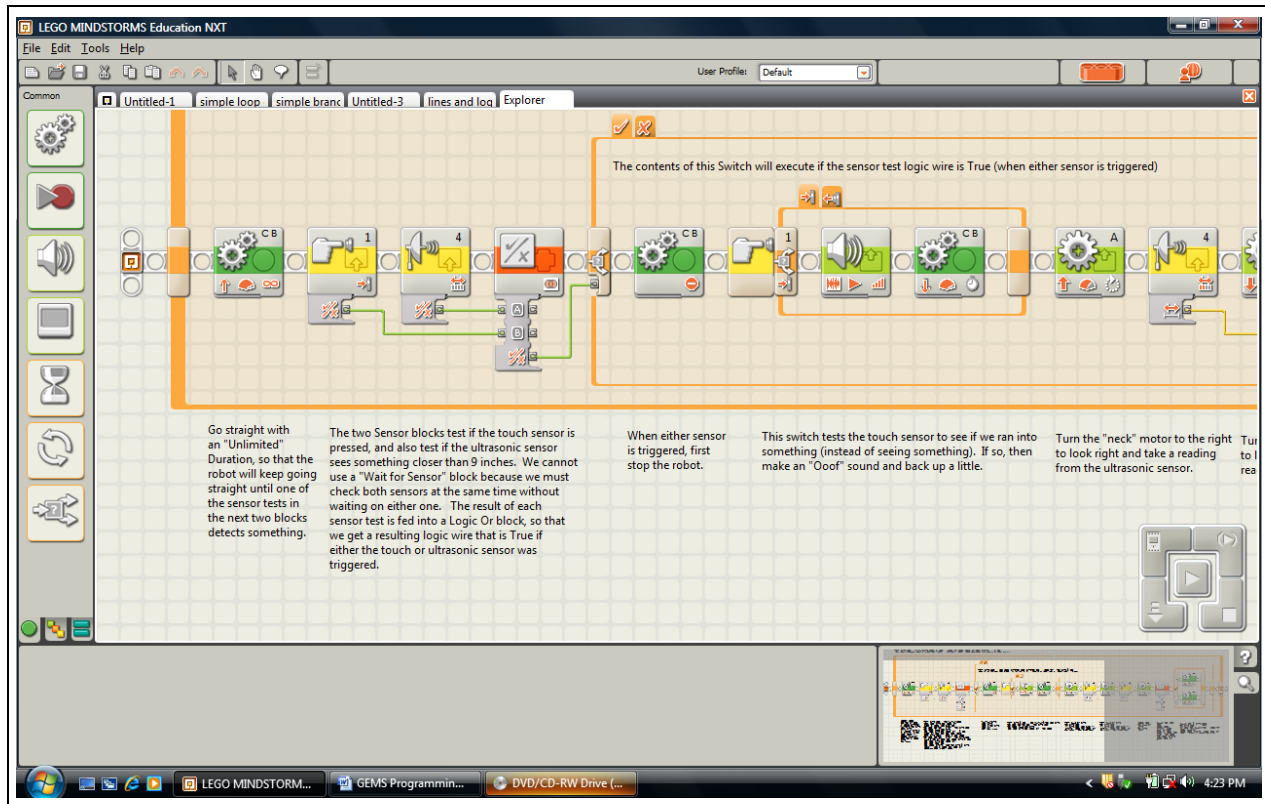 LEGO MINDSTORMS Education NXT
File Edit Tools Help
User Profile: Default
Common
Untitled-1 simple loop simple branc Untitled-3 lines and log Explorer
The contents of this Switch will execute if the sensor test logic wire is True (when either sensor is triggered)
C B 1 4 C B 1 C B A 4
A
B
Go straight with
an "Unlimited"
Duration, so that the
robot will keep going
straight until one of
the sensor tests in
the next two blocks
detects something.
The two Sensor blocks test if the touch sensor is
pressed, and also test if the ultrasonic sensor
sees something closer than 9 inches. We cannot
use a "Wait for Sensor" block because we must
check both sensors at the same time without
waiting on either one. The result of each
sensor test is fed into a Logic Or block, so that
we get a resulting logic wire that is True if
either the touch or ultrasonic sensor was
triggered.
When either sensor
is triggered, first
stop the robot.
This switch tests the touch sensor to see if we ran into
something (instead of seeing something). If so, then
make an "Ooof" sound and back up a little.
Turn the "neck" motor to the right
to look right and take a reading
from the ultrasonic sensor.
Tur
to l
rea
LEGO MINDSTORM... GEMS Programmin... DVD/CD-RW Drive (... 4:23 PM